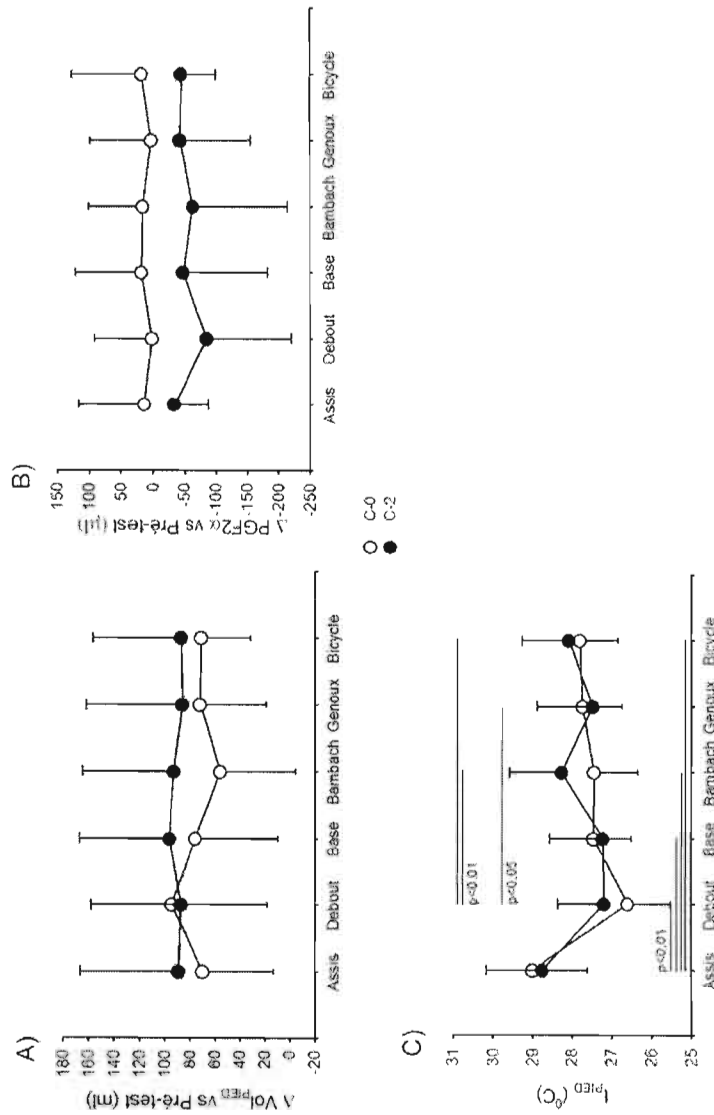 A)
Δ Vol_PIED vs Pré-test (ml)
180
160
140
120
100
80
60
40
20
0
-20
Assis Debout Base Bambach Genoux Bicycle
B)
Δ PGF2α vs Pré-test (µl)
150
100
50
0
-50
-100
-150
-200
-250
Assis Debout Base Bambach Genoux Bicycle
C-0
C-2
C)
t_PIED (°C)
31
30
29
28
27
26
25
p<0.01
p<0.05
p<0.01
Assis Debout Base Bambach Genoux Bicycle